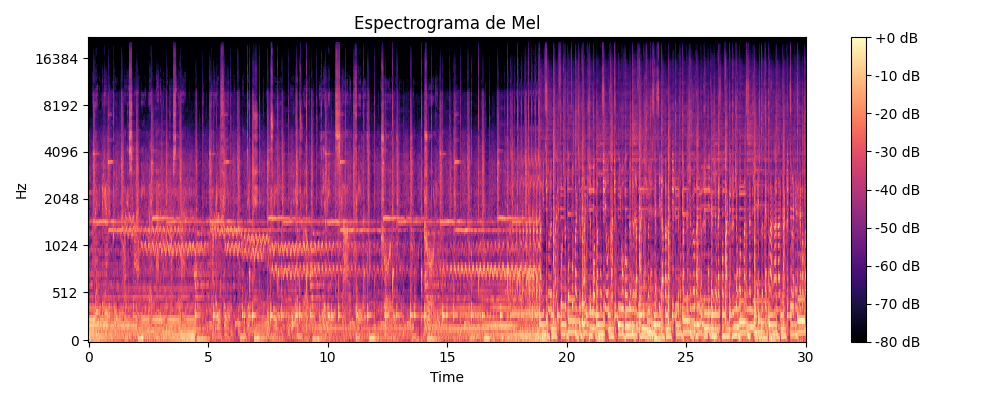 Espectrograma de Mel
Hz
16384
8192
4096
2048
1024
512
0
0 5 10 15 20 25 30
Time
+0 dB
-10 dB
-20 dB
-30 dB
-40 dB
-50 dB
-60 dB
-70 dB
-80 dB